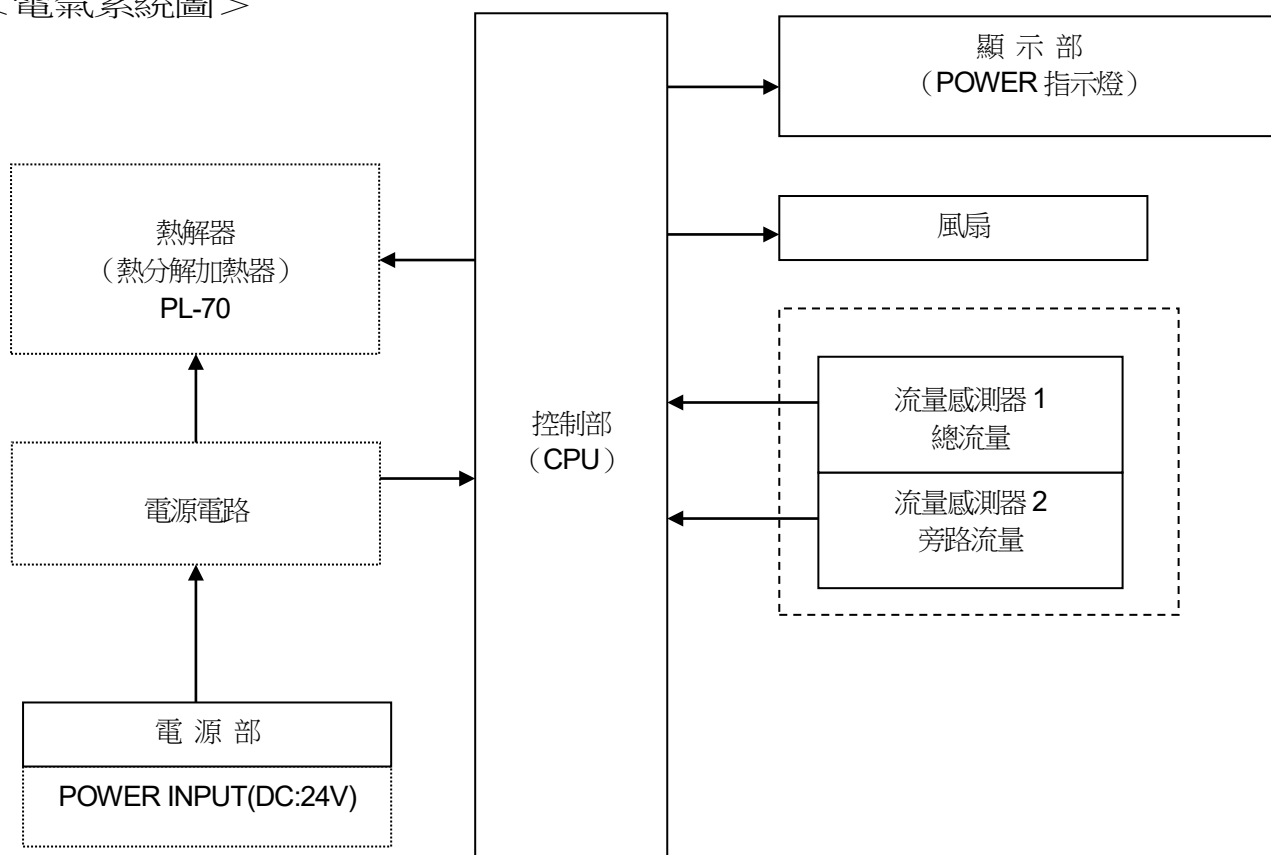 ＜電氣系統圖＞
顯 示 部
（POWER 指示燈）
熱解器
（熱分解加熱器）
PL-70
風扇
控制部
（CPU）
流量感測器 1
總流量
流量感測器 2
旁路流量
電源電路
電 源 部
POWER INPUT(DC:24V)